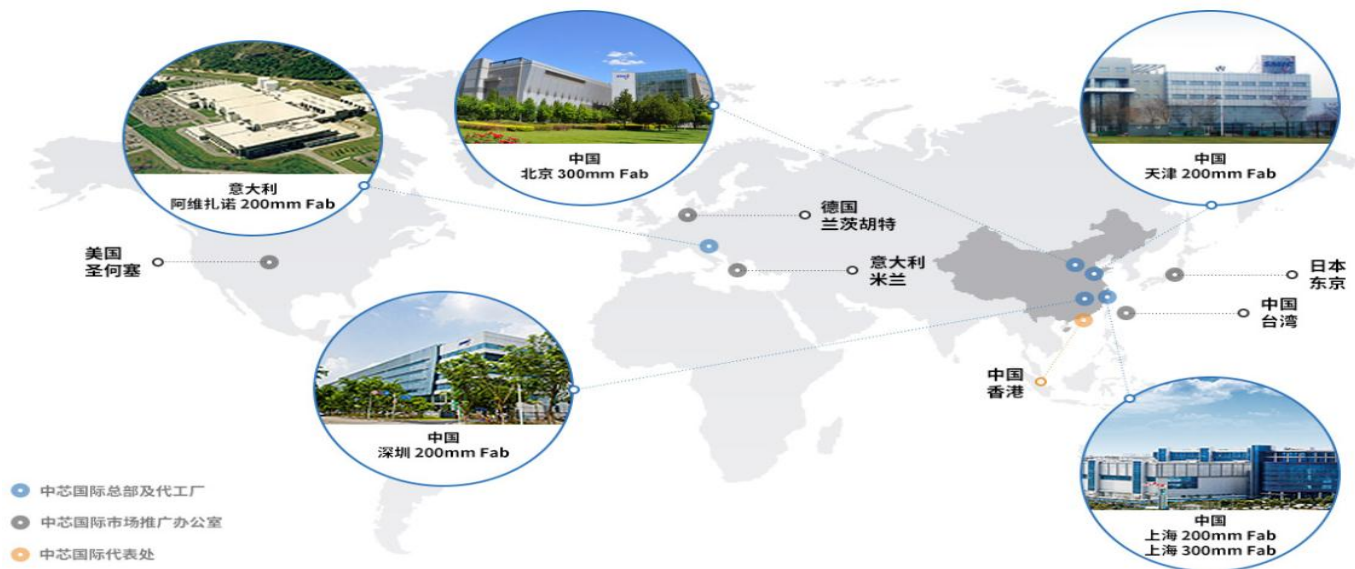 意大利
阿维扎诺 200mm Fab
中国
北京 300mm Fab
中国
天津 200mm Fab
美国
圣何塞
德国
兰茨胡特
意大利
米兰
日本
东京
中国
台湾
中国
香港
中国
深圳 200mm Fab
中国
上海 200mm Fab
上海 300mm Fab
中芯国际总部及代工厂
中芯国际市场推广办公室
中芯国际代表处